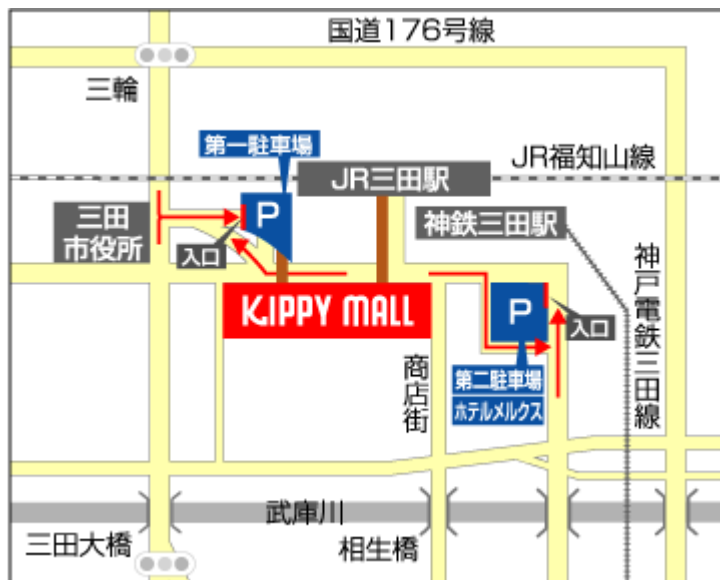 国道176号線
三輪
第一駐車場
JR福知山線
JR三田駅
P
三田
市役所
神鉄三田駅
入口
神戸電鉄三田線
KiPPY MALL
P
入口
商店街
第二駐車場
ホテルメルクス
武庫川
三田大橋
相生橋